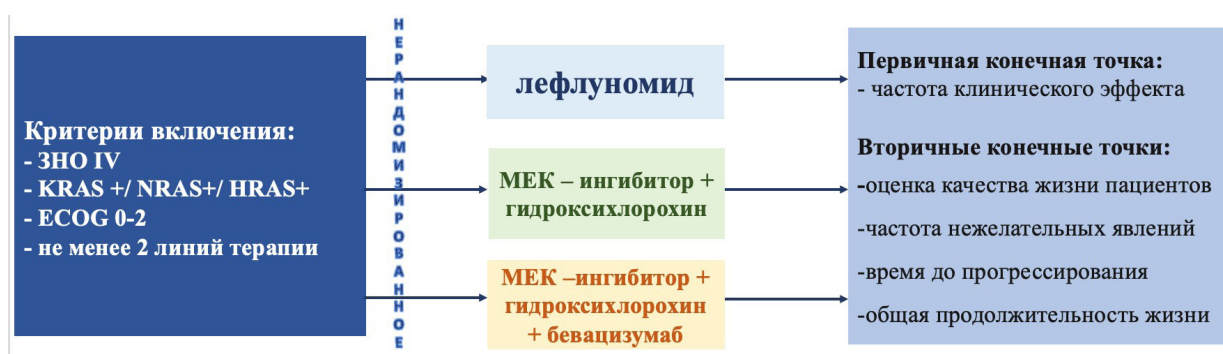 Критерии включения:
- ЗНО IV
- KRAS +/ NRAS+/ HRAS+
- ECOG 0-2
- не менее 2 линий терапии
НЕРАНДОМИЗИРОВАННОЕ
лефлуномид
МЕК – ингибитор +
гидроксихлорохин
МЕК –ингибитор +
гидроксихлорохин
+ бевацизумаб
Первичная конечная точка:
- частота клинического эффекта
Вторичные конечные точки:
-оценка качества жизни пациентов
-частота нежелательных явлений
-время до прогрессирования
-общая продолжительность жизни